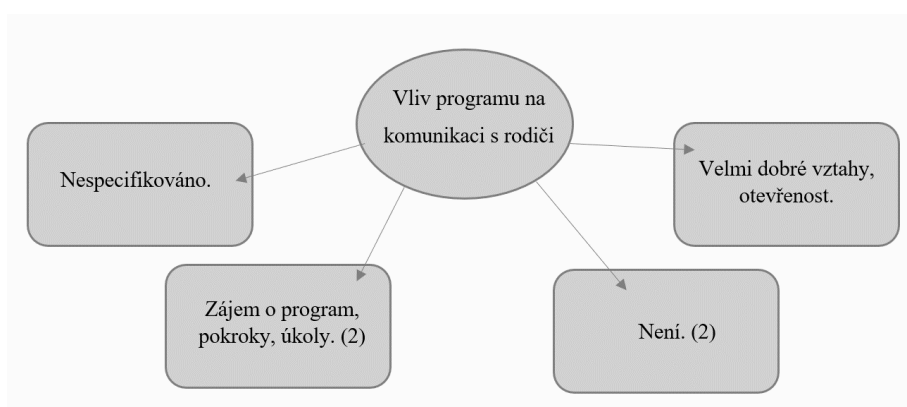 Vliv programu na
komunikaci s rodiči
Nespecifikováno.
Velmi dobré vztahy,
otevřenost.
Zájem o program,
pokroky, úkoly. (2)
Není. (2)